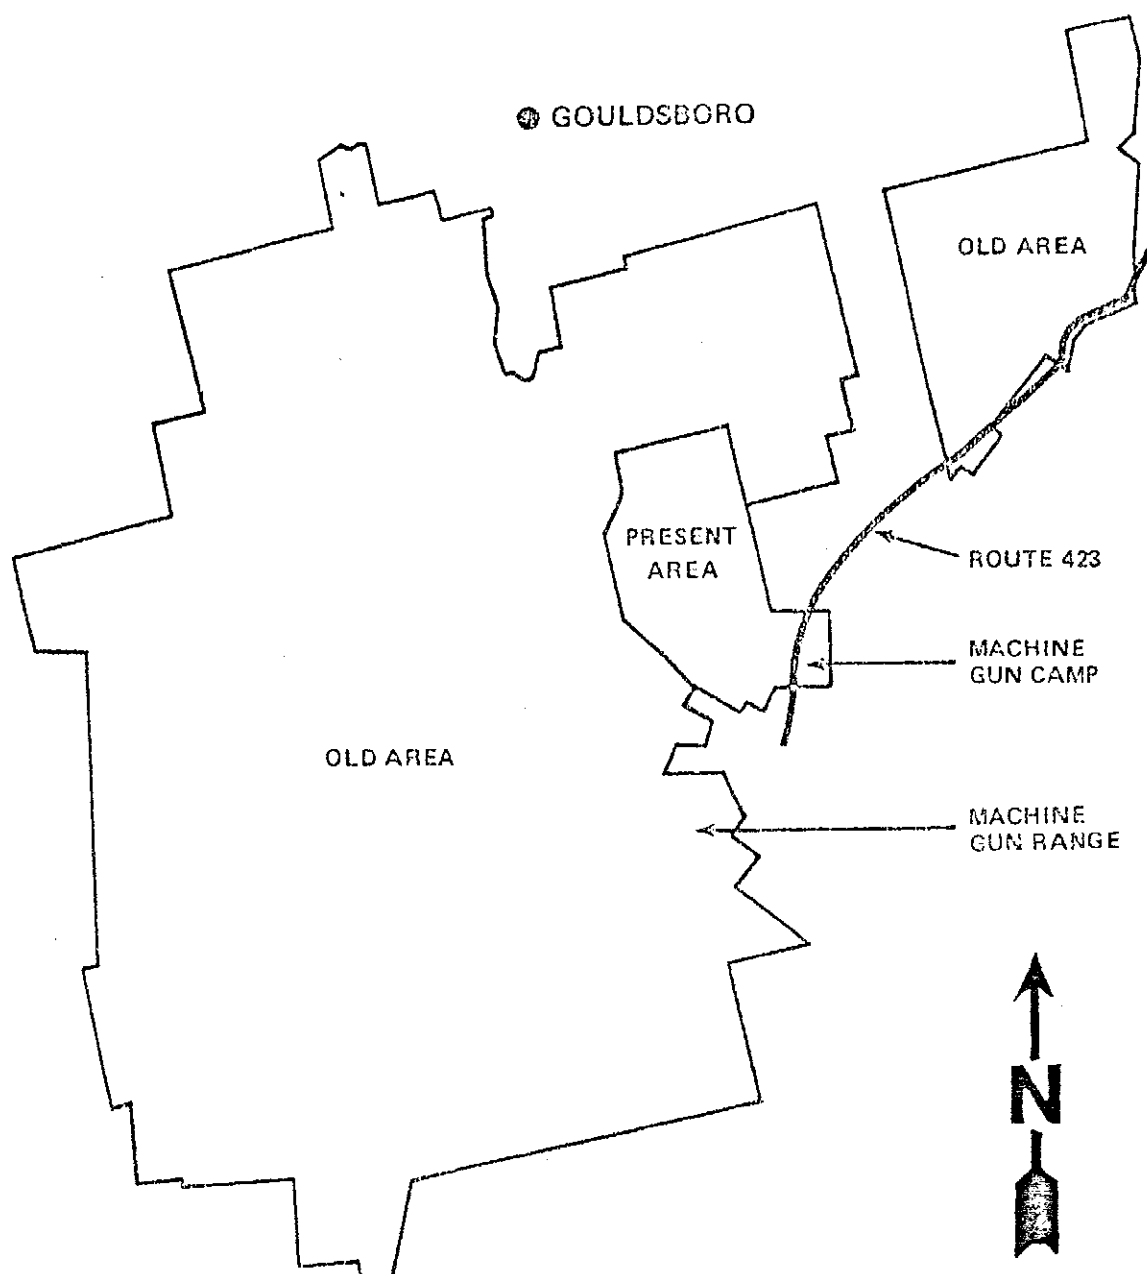 GOULDSBORO
OLD AREA
PRESENT
AREA
ROUTE 423
MACHINE
GUN CAMP
OLD AREA
MACHINE
GUN RANGE
N